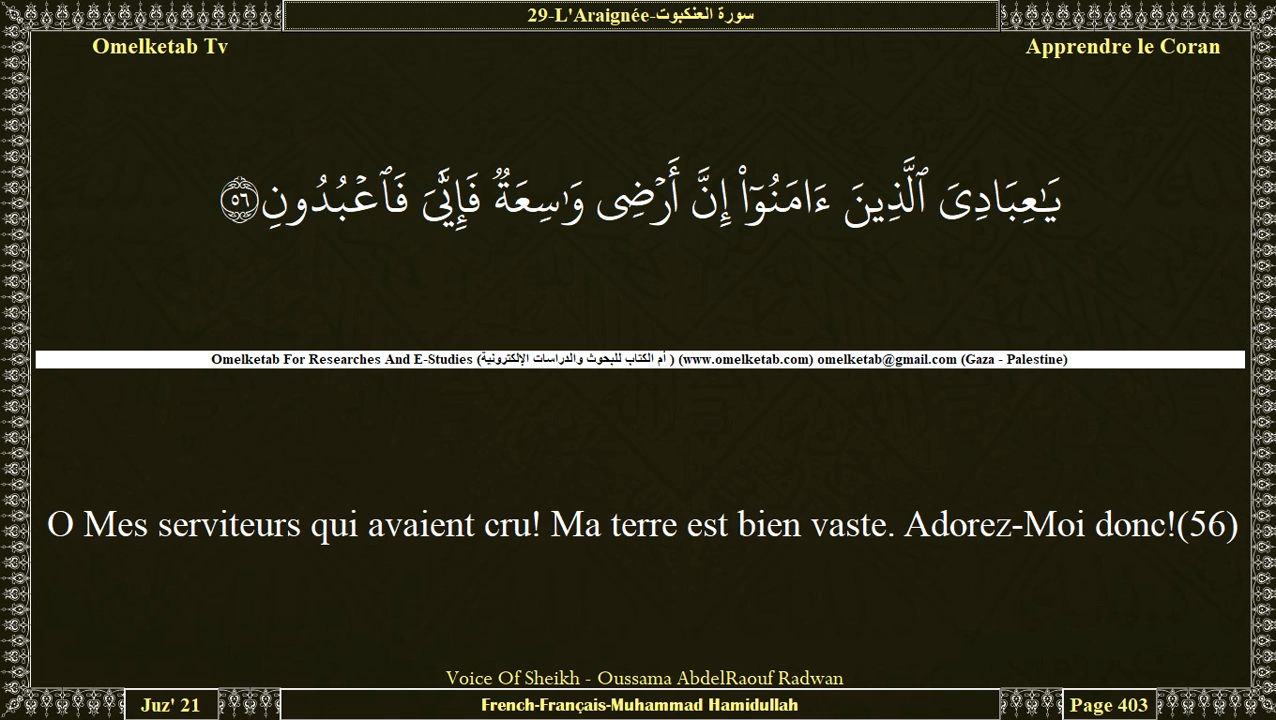 29-L'Araignée-سورة العنكبوت
Omelketab Tv
Apprendre le Coran
يَـٰعِبَادِىَ ٱلَّذِينَ ءَامَنُوٓا۟ إِنَّ أَرْضِى وَٰسِعَةٌ فَإِيَّـٰىَ فَٱعْبُدُونِ ٥٦
Omelketab For Researches And E-Studies (أم الكتاب للبحوث والدراسات الإلكترونية ) (www.omelketab.com) omelketab@gmail.com (Gaza - Palestine)
O Mes serviteurs qui avaient cru! Ma terre est bien vaste. Adorez-Moi donc!(56)
Voice Of Sheikh - Oussama AbdelRaouf Radwan
Juz' 21
French-Français-Muhammad Hamidullah
Page 403